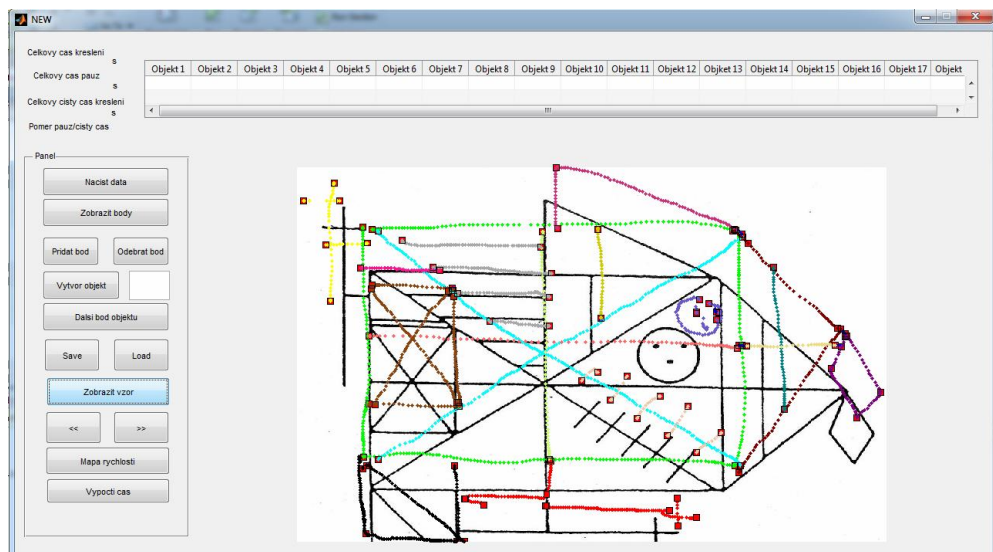 NEW
Celkovy cas kresleni
s
Celkovy cas pauz
s
Celkovy cisty cas kresleni
s
Pomer pauz/cisty cas
Objekt 1 Objekt 2 Objekt 3 Objekt 4 Objekt 5 Objekt 6 Objekt 7 Objekt 8 Objekt 9 Objekt 10 Objekt 11 Objekt 12 Objket 13 Objekt 14 Objekt 15 Objekt 16 Objekt 17 Objekt
Panel
Nacist data
Zobrazit body
Pridat bod Odebrat bod
Vytvor objekt
Dalsi bod objektu
Save Load
Zobrazit vzor
<< >>
Mapa rychlosti
Vypocti cas